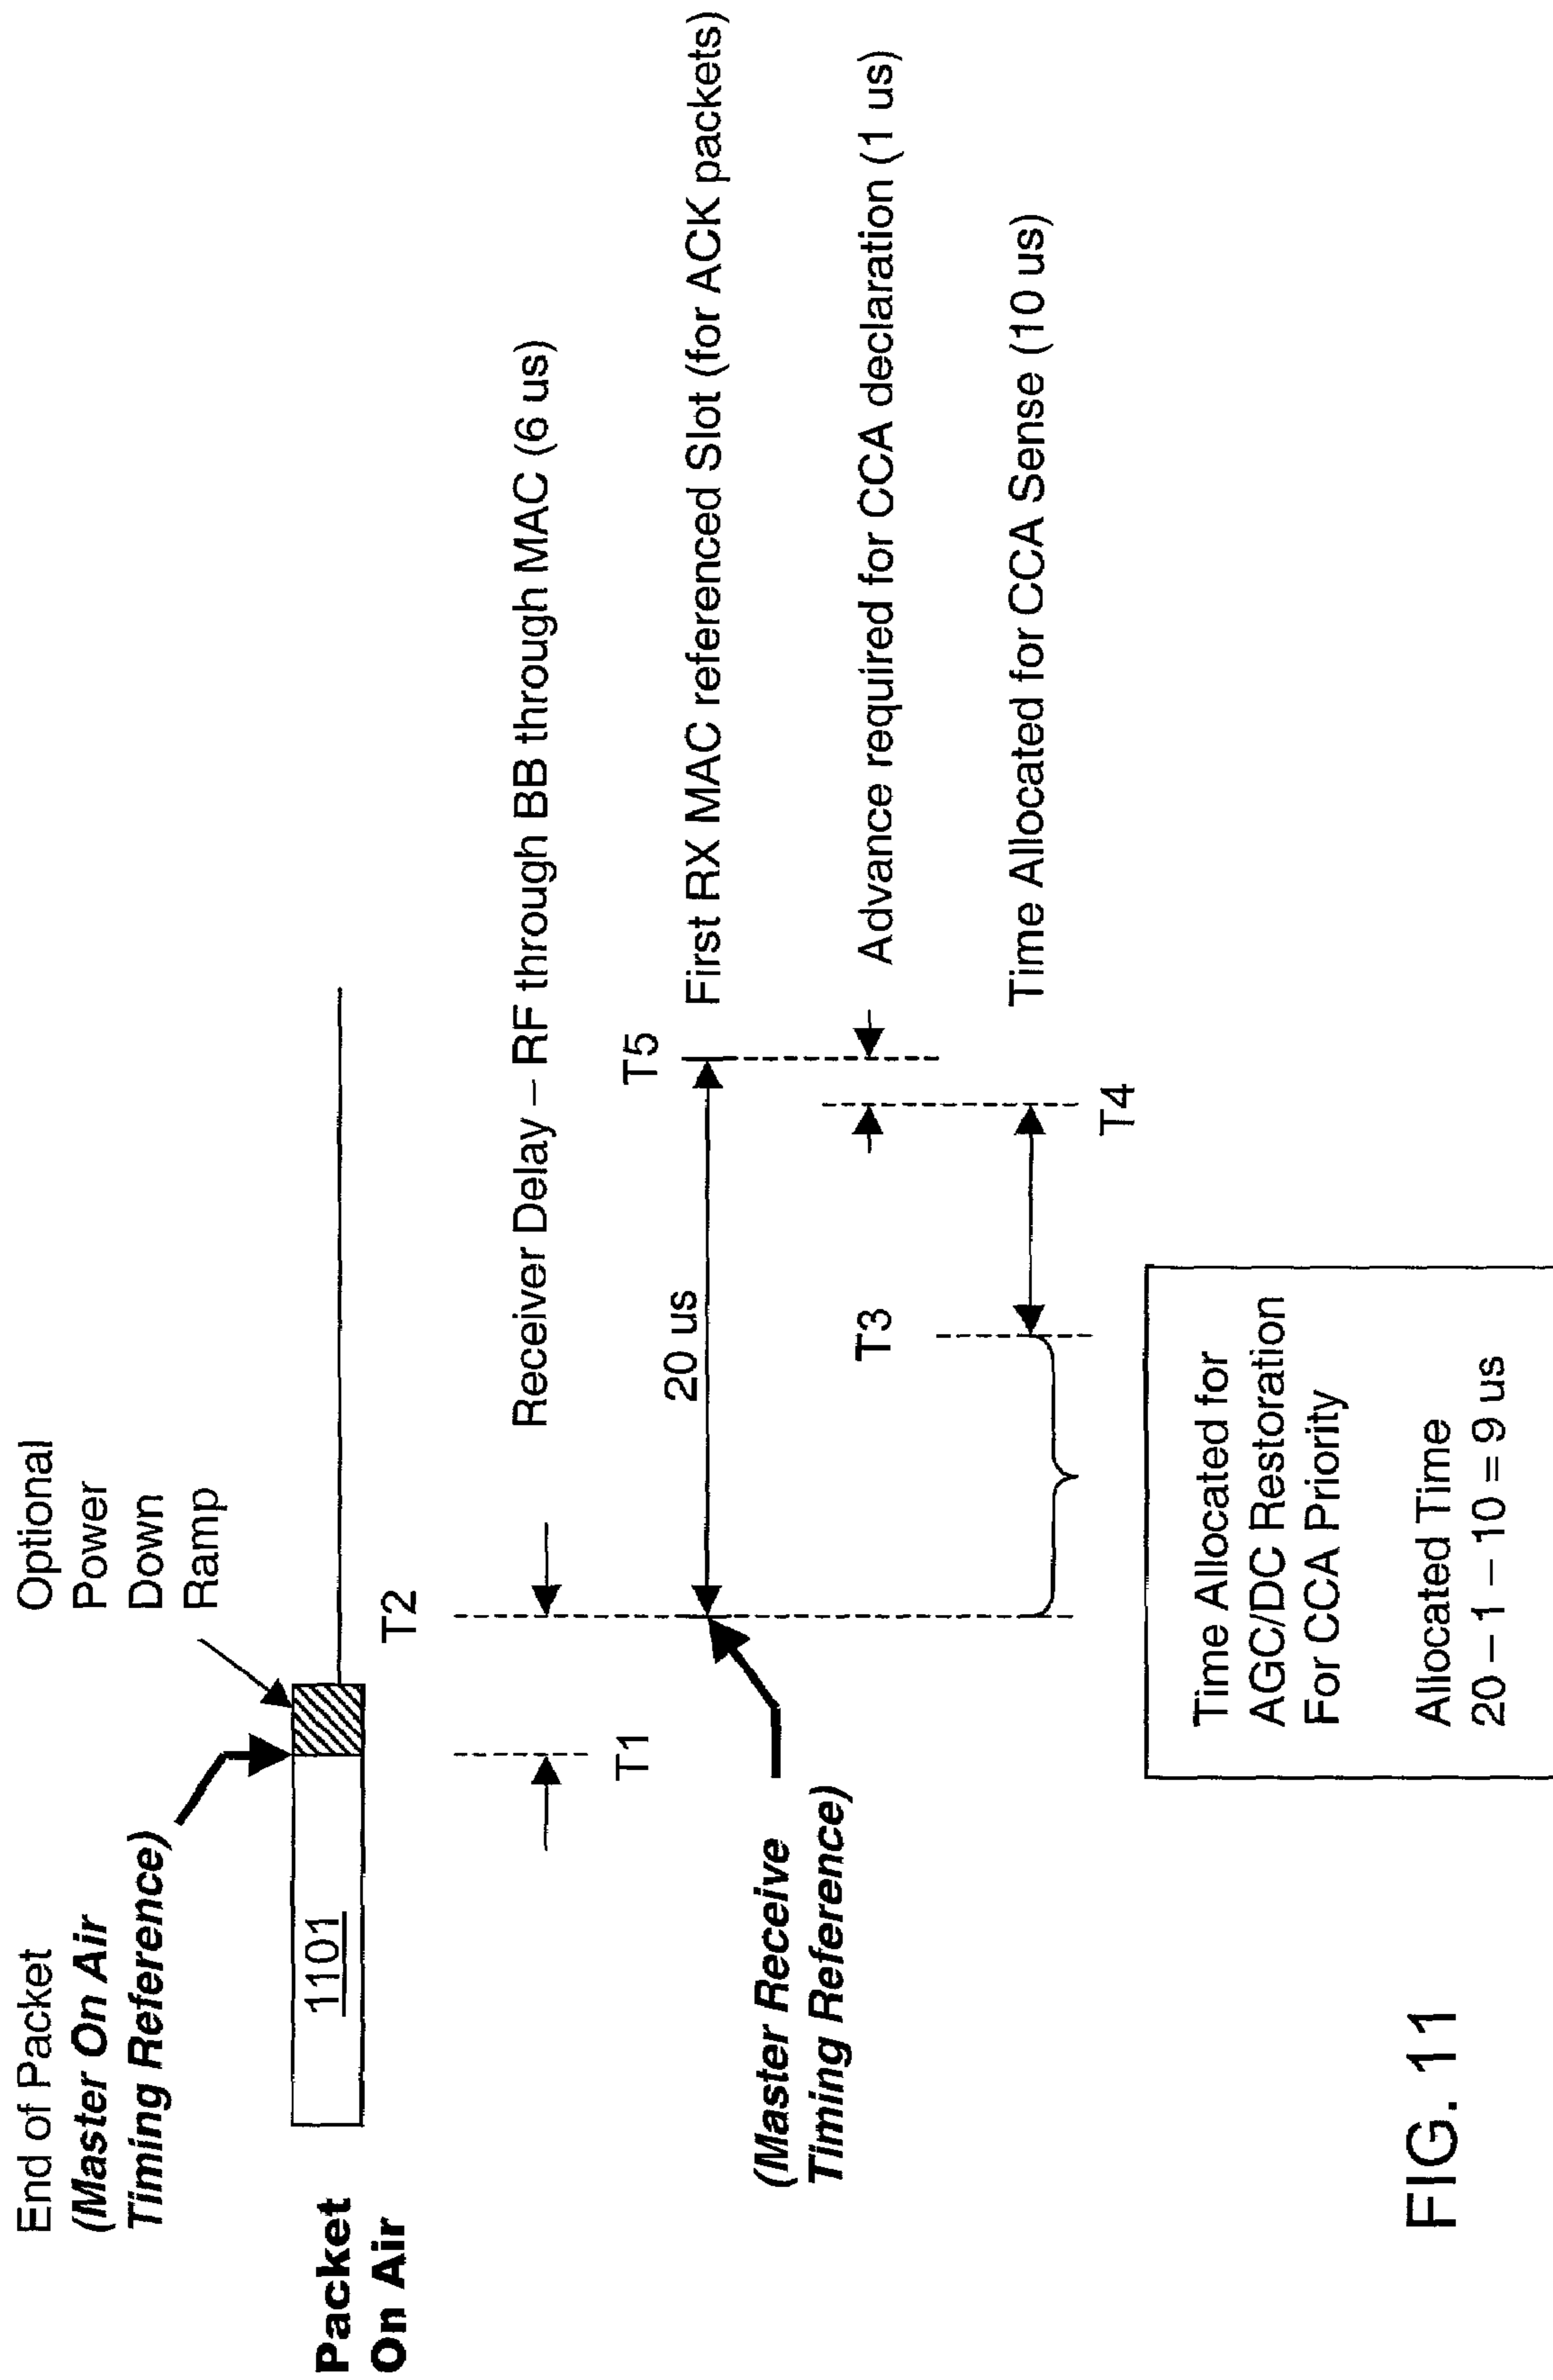 End of Packet
(Master On Air
Timing Reference)
Optional
Power
Down
Ramp
Packet
On Air
1101
T1
T2
Receiver Delay – RF through BB through MAC (6 us)
(Master Receive
Timing Reference)
20 us
T5
First RX MAC referenced Slot (for ACK packets)
Advance required for CCA declaration (1 us)
T3
T4
Time Allocated for CCA Sense (10 us)
Time Allocated for
AGC/DC Restoration
For CCA Priority
Allocated Time
20 – 1 – 10 = 9 us
FIG. 11